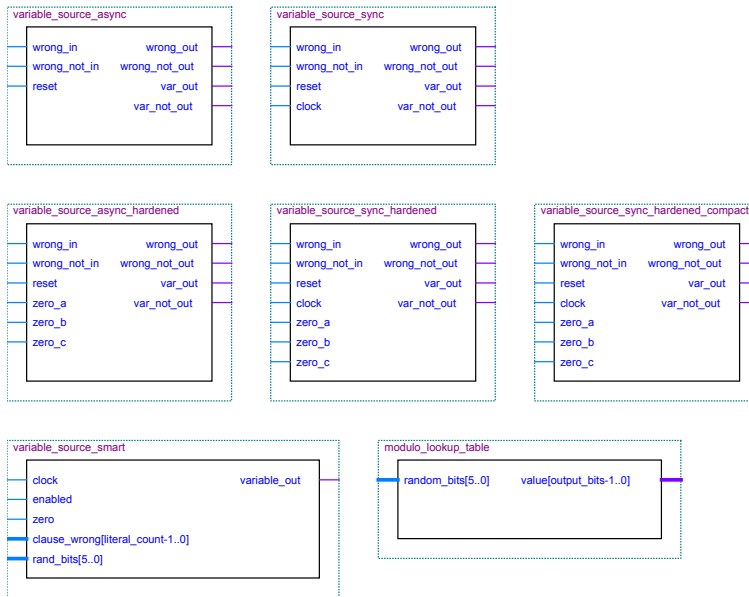 variable_source_async
wrong_in wrong_out
wrong_not_in wrong_not_out
reset var_out
var_not_out
variable_source_sync
wrong_in wrong_out
wrong_not_in wrong_not_out
reset var_out
clock var_not_out
variable_source_async_hardened
wrong_in wrong_out
wrong_not_in wrong_not_out
reset var_out
zero_a var_not_out
zero_b
zero_c
variable_source_sync_hardened
wrong_in wrong_out
wrong_not_in wrong_not_out
reset var_out
clock var_not_out
zero_a
zero_b
zero_c
variable_source_sync_hardened_compact
wrong_in wrong_out
wrong_not_in wrong_not_out
reset var_out
clock var_not_out
zero_a
zero_b
zero_c
variable_source_smart
clock variable_out
enabled
zero
clause_wrong[literal_count-1..0]
rand_bits[5..0]
modulo_lookup_table
random_bits[5..0] value[output_bits-1..0]